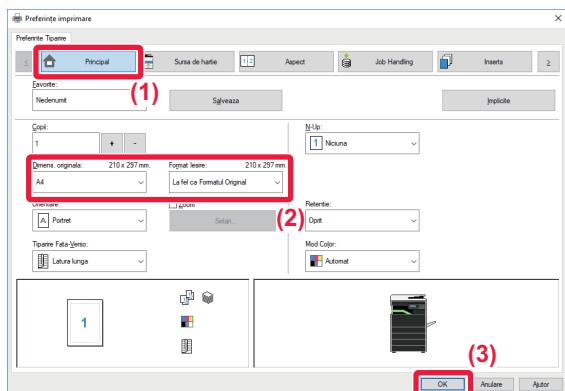 Preferințe imprimare
Preferinte Tiparire
Principal
Sursa de hartie
1 2
Aspect
Job Handling
Inserts
(1)
Favorite:
Nedenumit
Salveaza
Implicite
Copii:
1
+
-
N-Up:
1 Niciuna
Dimens. originala: 210 x 297 mm.
Format Iesire: 210 x 297 mm.
A4
La fel ca Formatul Original
Orientare:
Zoom
(2)
Retentie:
A Portret
Setari...
Oprit
Tiparire Fata-Verso:
Mod Color:
Latura lunga
Automat
1
(3)
OK
Anulare
Ajutor